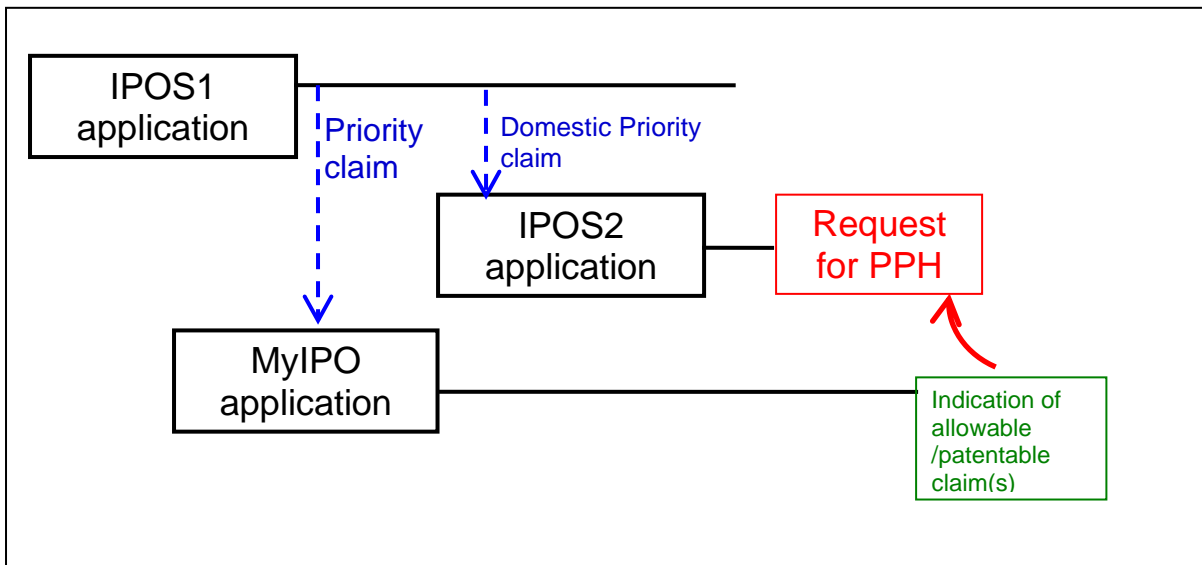 IPOS1
application
Priority
claim
Domestic Priority
claim
IPOS2
application
Request
for PPH
MyIPO
application
Indication of
allowable
/patentable
claim(s)